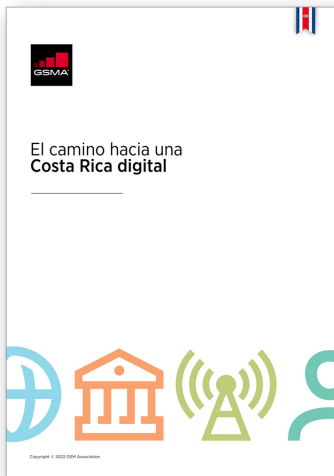 GSMA
El camino hacia una
Costa Rica digital
Copyright © 2022 GSM Association